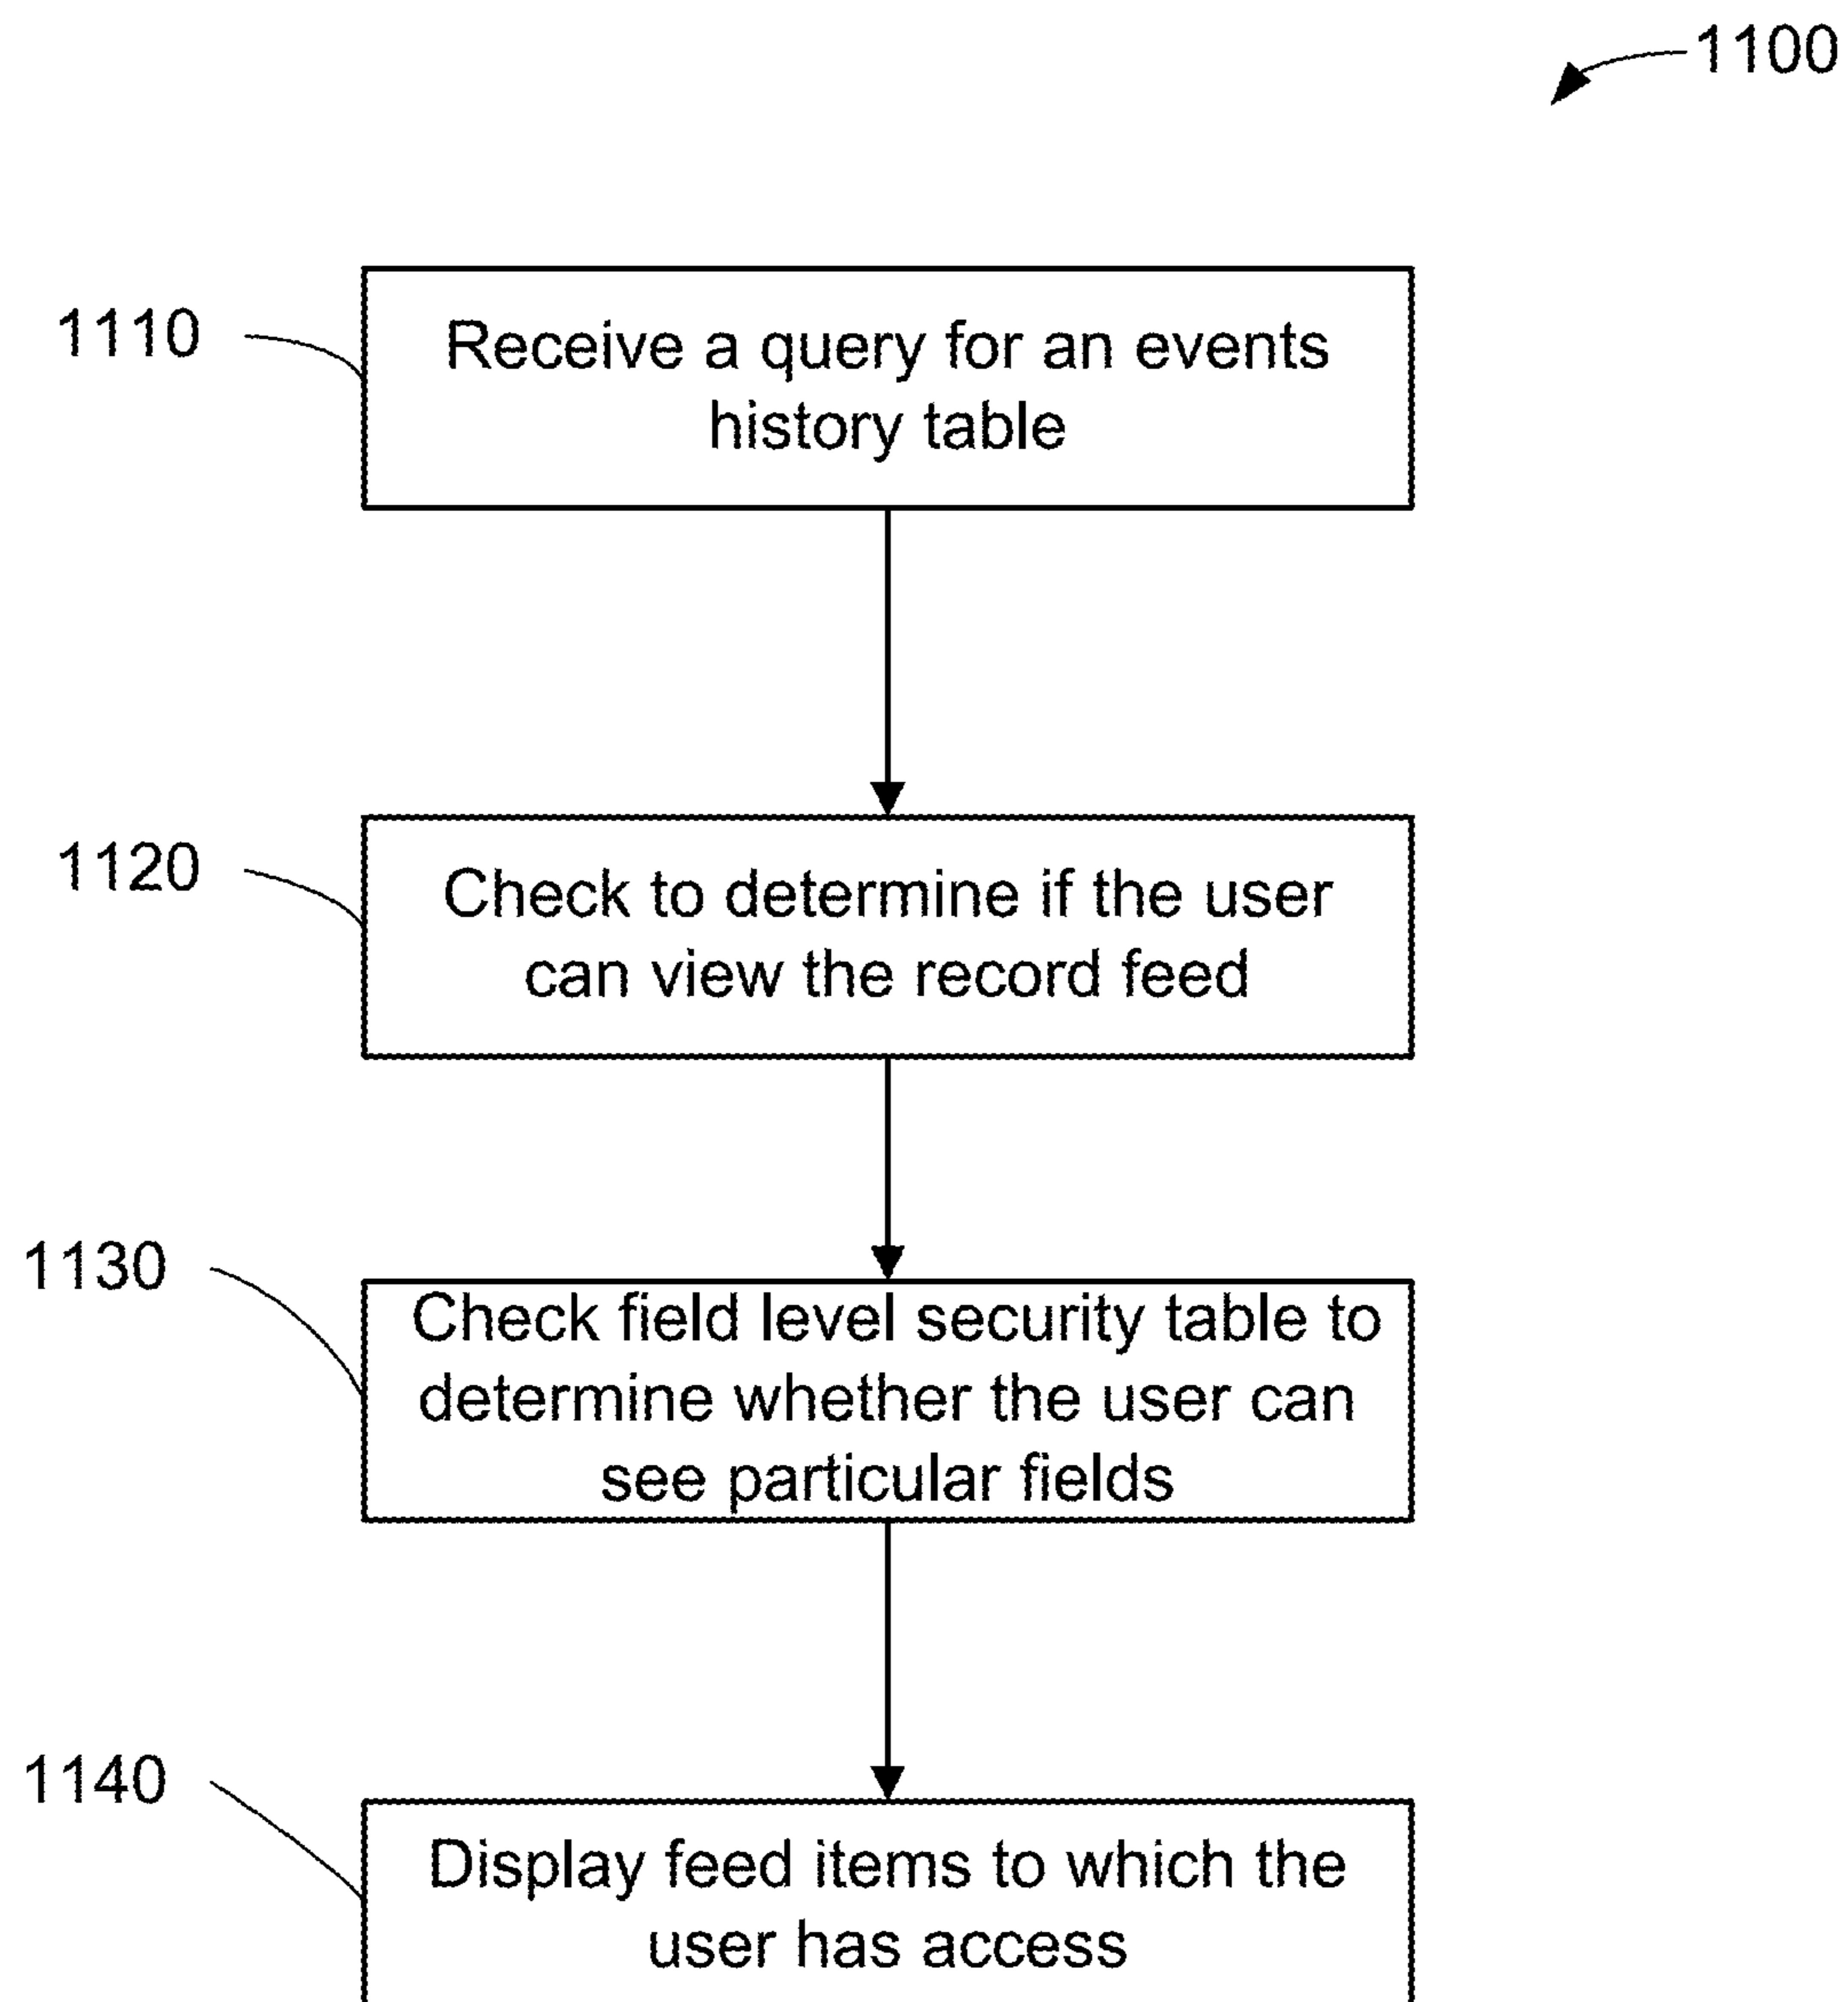 1100
1110
Receive a query for an events
history table
1120
Check to determine if the user
can view the record feed
1130
Check field level security table to
determine whether the user can
see particular fields
1140
Display feed items to which the
user has access